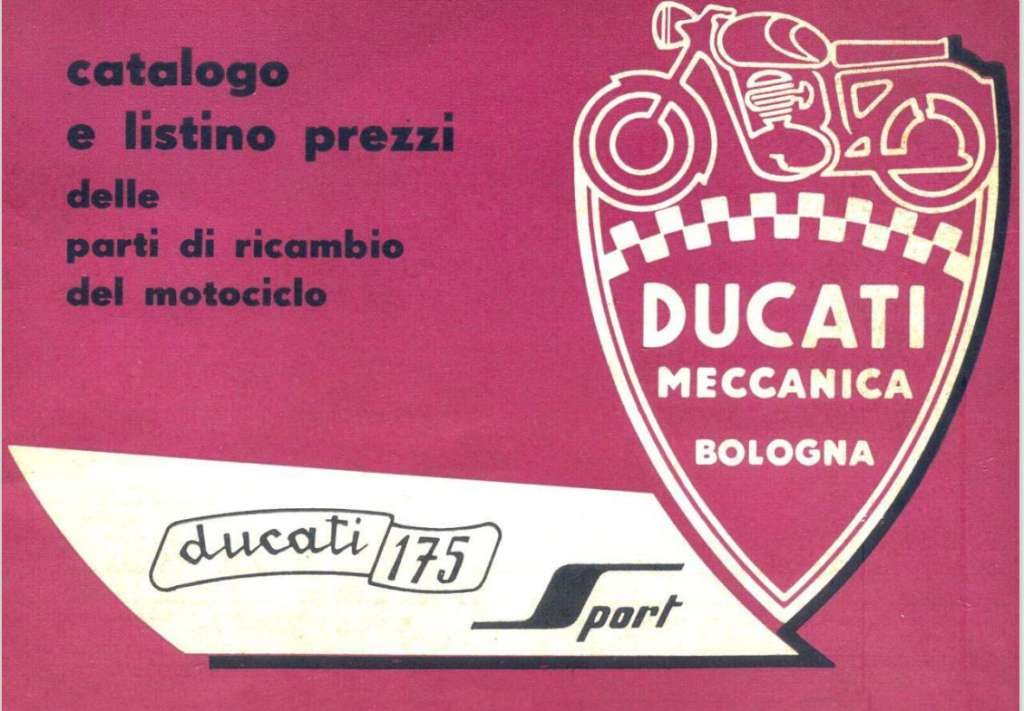 catalogo
e listino prezzi
delle
parti di ricambio
del motociclo
DUCATI
MECCANICA
BOLOGNA
ducati 175
Sport